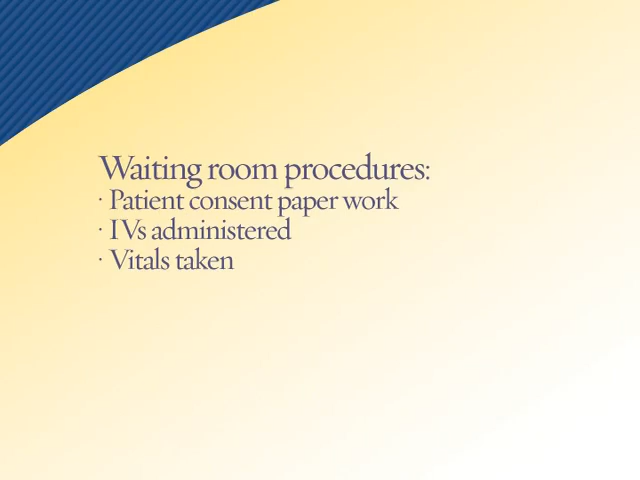 Waiting room procedures:
· Patient consent paper work
· IVs administered
· Vitals taken